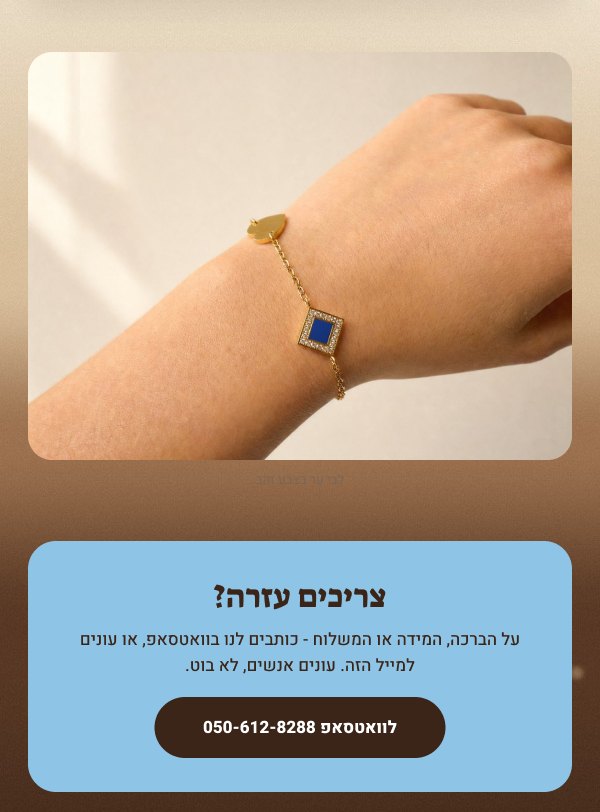 צריכים עזרה?
על הברכה, המידה או המשלוח - כותבים לנו בוואטסאפ, או עונים
למייל הזה. עונים אנשים, לא בוט.
לוואטסאפ 050-612-8288